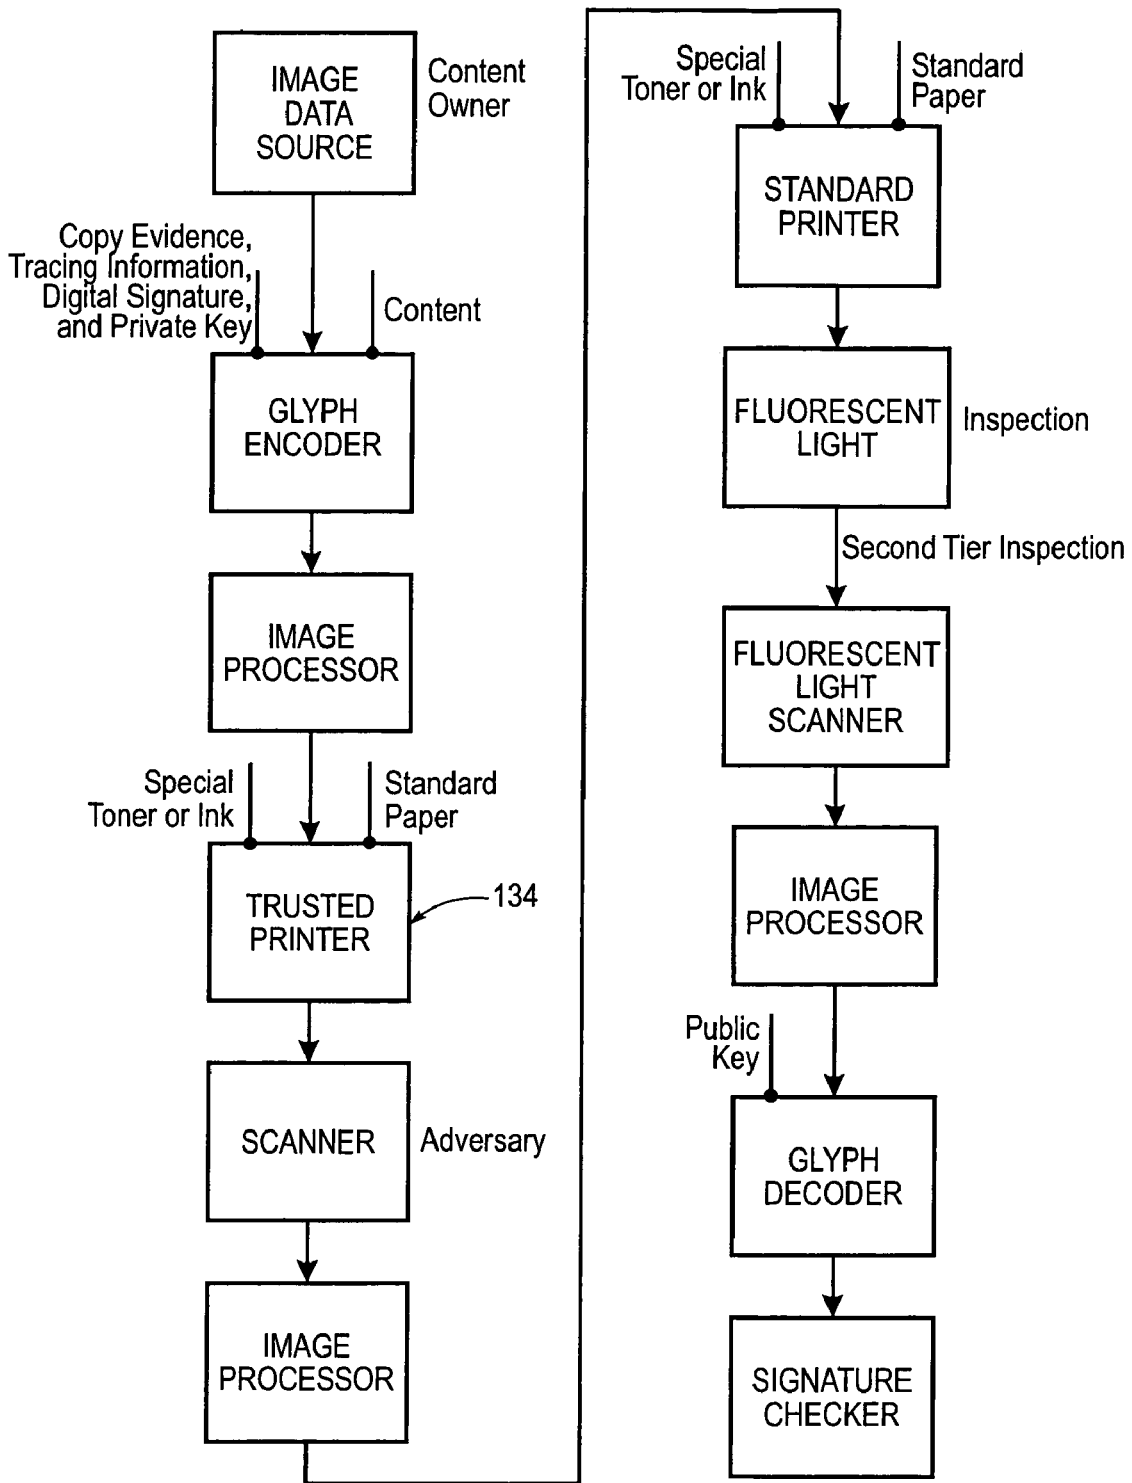 IMAGE
DATA
SOURCE
Content
Owner
Copy Evidence,
Tracing Information,
Digital Signature,
and Private Key
Content
GLYPH
ENCODER
IMAGE
PROCESSOR
Special
Toner or Ink
Standard
Paper
TRUSTED
PRINTER
134
SCANNER
Adversary
IMAGE
PROCESSOR
Special
Toner or Ink
Standard
Paper
STANDARD
PRINTER
FLUORESCENT
LIGHT
Inspection
Second Tier Inspection
FLUORESCENT
LIGHT
SCANNER
IMAGE
PROCESSOR
Public
Key
GLYPH
DECODER
SIGNATURE
CHECKER